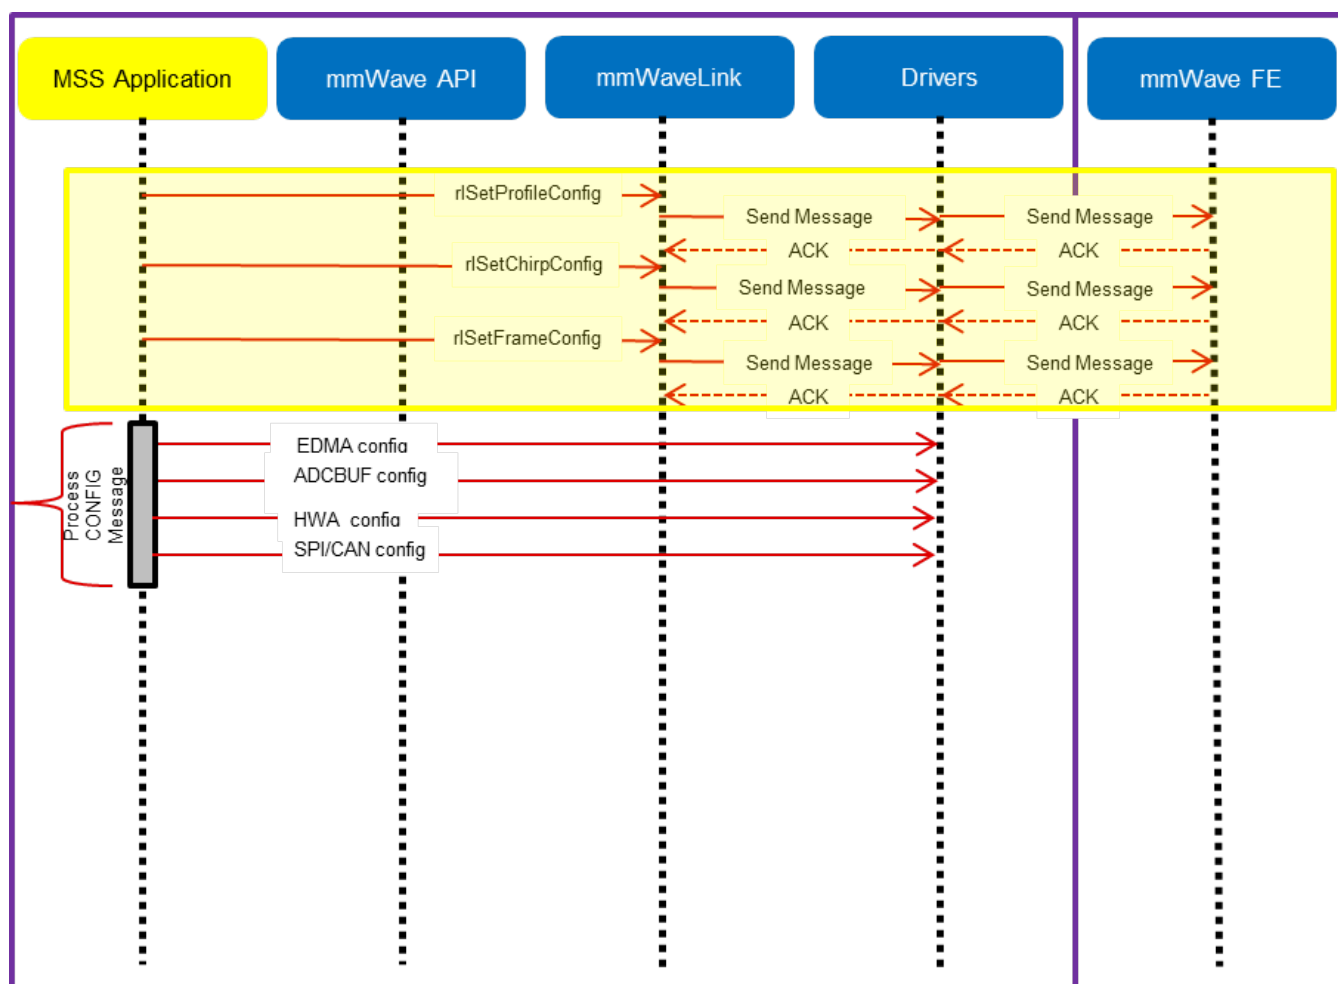 MSS Application
mmWave API
mmWaveLink
Drivers
mmWave FE
rlSetProfileConfig
Send Message
Send Message
ACK
ACK
rlSetChirpConfig
Send Message
Send Message
ACK
ACK
rlSetFrameConfig
Send Message
Send Message
ACK
ACK
Process
CONFIG
Message
EDMA config
ADCBUF config
HWA config
SPI/CAN config